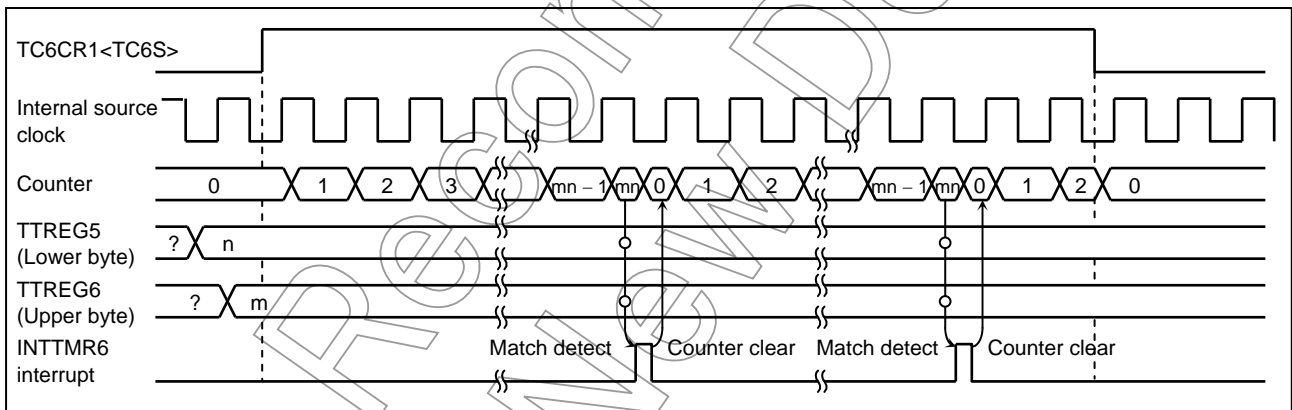 TC6CR1<TC6S>
Internal source
clock
Counter
0 1 2 3 mn − 1 mn 0 1 2 mn − 1 mn 0 1 2 0
TTREG5
(Lower byte)
? n
TTREG6
(Upper byte)
? m
INTTMR6
interrupt
Match detect Counter clear Match detect Counter clear